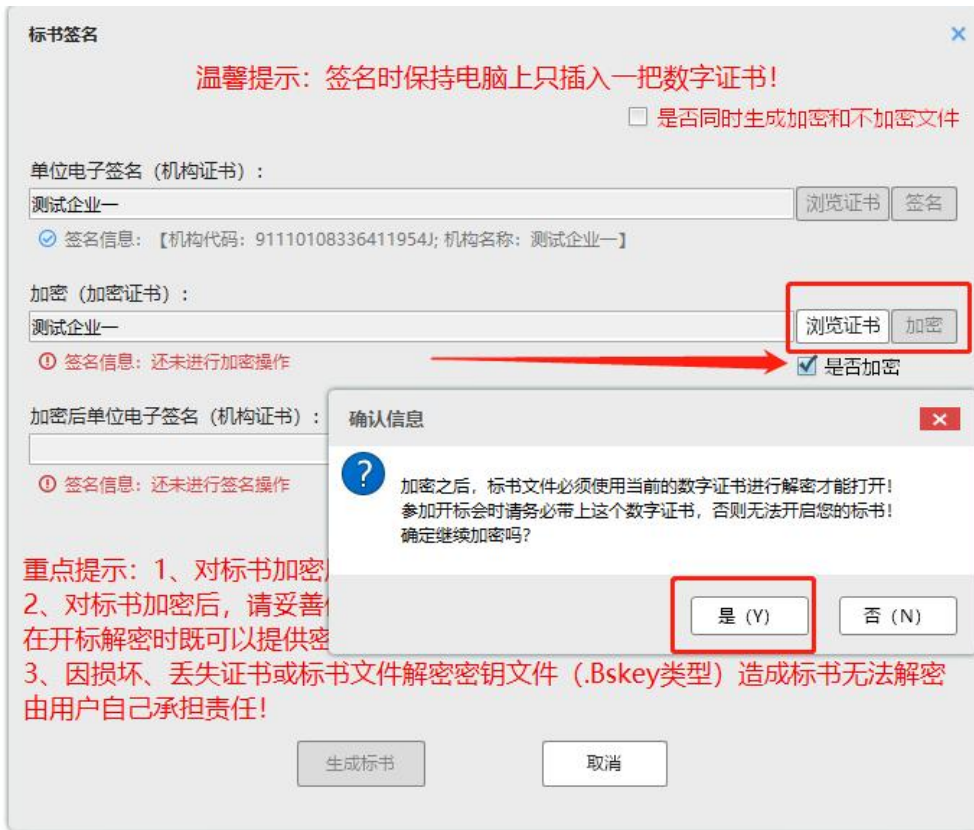 标书签名
温馨提示：签名时保持电脑上只插入一把数字证书！
是否同时生成加密和不加密文件
单位电子签名（机构证书）：
测试企业一 浏览证书 签名
签名信息：【机构代码：91110108336411954J; 机构名称：测试企业一】
加密（加密证书）：
测试企业一 浏览证书 加密
签名信息：还未进行加密操作
是否加密
加密后单位电子签名（机构证书）：
签名信息：还未进行签名操作
确认信息
加密之后，标书文件必须使用当前的数字证书进行解密才能打开！
参加开标会时请务必带上这个数字证书，否则无法开启您的标书！
确定继续加密吗？
是（Y） 否（N）
重点提示：1、对标书加密
2、对标书加密后，请妥善
在开标解密时既可以提供密
3、因损坏、丢失证书或标书文件解密密钥文件（.Bskey类型）造成标书无法解密
由用户自己承担责任！
生成标书 取消